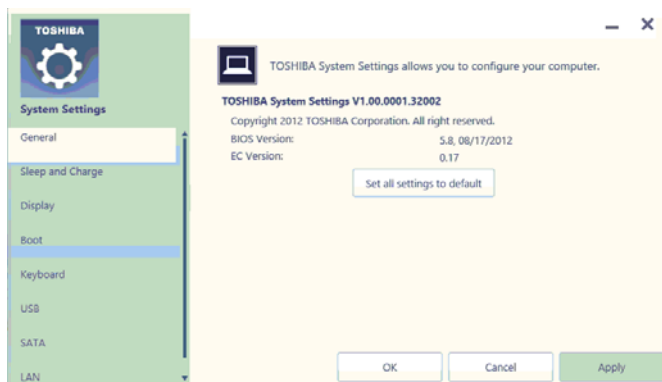 TOSHIBA
System Settings
General
Sleep and Charge
Display
Boot
Keyboard
USB
SATA
LAN
TOSHIBA System Settings allows you to configure your computer.
TOSHIBA System Settings V1.00.0001.32002
Copyright 2012 TOSHIBA Corporation. All right reserved.
BIOS Version: 5.8, 08/17/2012
EC Version: 0.17
Set all settings to default
OK Cancel Apply